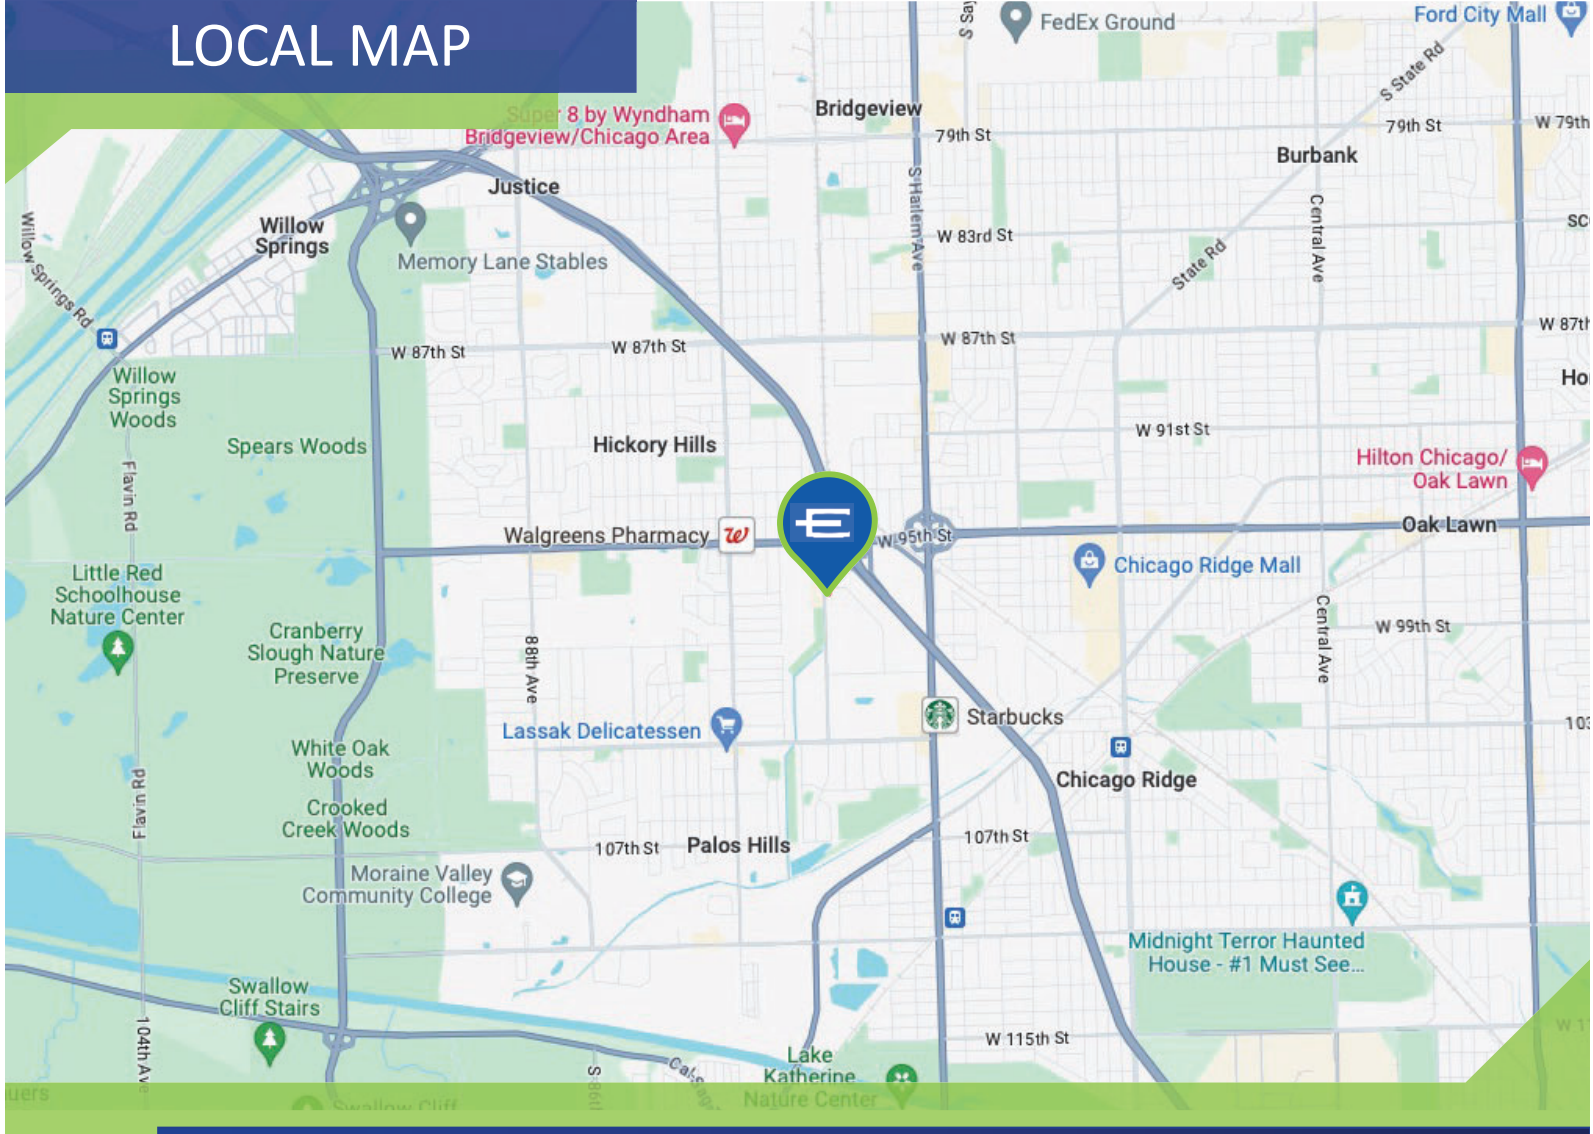 LOCAL MAP
S Say
FedEx Ground
Ford City Mall
S State Rd
Super 8 by Wyndham
Bridgeview/Chicago Area
Bridgeview
79th St
79th St
W 79th
Burbank
Justice
S Harlem Ave
Central Ave
Willow
Springs
Willow Springs Rd
Memory Lane Stables
W 83rd St
State Rd
W 87th St
W 87th St
W 87th St
W 87th
Willow
Springs
Woods
Hickory Hills
Spears Woods
W 91st St
Hilton Chicago/
Oak Lawn
Flavin Rd
Walgreens Pharmacy
W 95th St
Oak Lawn
Chicago Ridge Mall
Little Red
Schoolhouse
Nature Center
Cranberry
Slough Nature
Preserve
88th Ave
Central Ave
W 99th St
Lassak Delicatessen
Starbucks
103
White Oak
Woods
Chicago Ridge
Flavin Rd
Crooked
Creek Woods
107th St
Palos Hills
107th St
Moraine Valley
Community College
Midnight Terror Haunted
House - #1 Must See...
Swallow
Cliff Stairs
104th Av
W 115th St
Lake
Katherine
Nature Center
Swallow Cliff